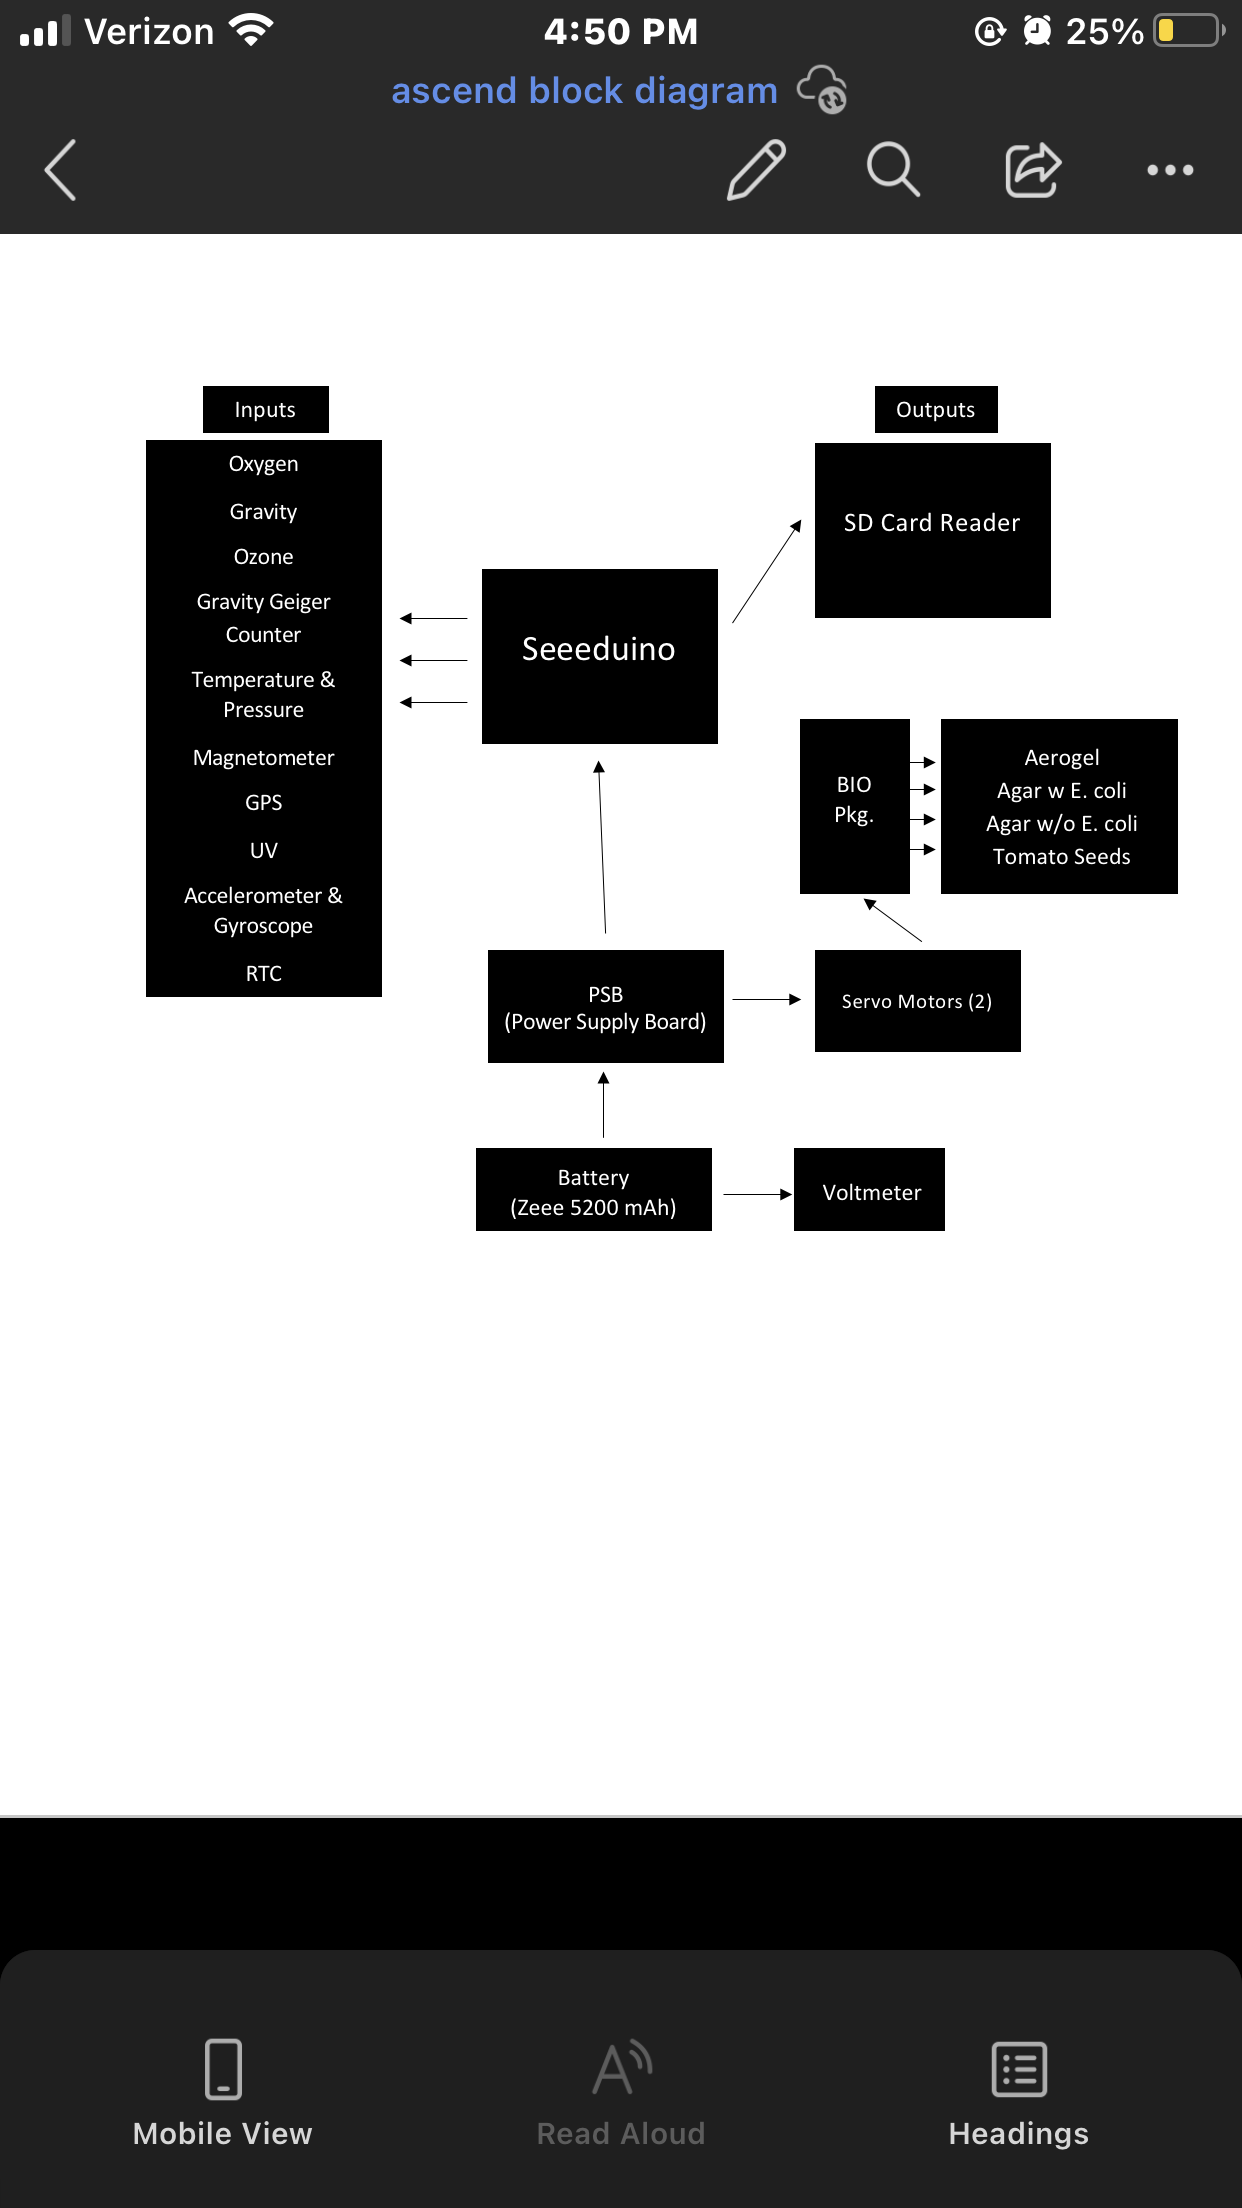 Verizon
4:50 PM
25%
ascend block diagram
Inputs
Oxygen
Gravity
Ozone
Gravity Geiger
Counter
Temperature &
Pressure
Magnetometer
GPS
UV
Accelerometer &
Gyroscope
RTC
Seeeduino
Outputs
SD Card Reader
BIO
Pkg.
Aerogel
Agar w E. coli
Agar w/o E. coli
Tomato Seeds
PSB
(Power Supply Board)
Servo Motors (2)
Battery
(Zeee 5200 mAh)
Voltmeter
Mobile View
Read Aloud
Headings